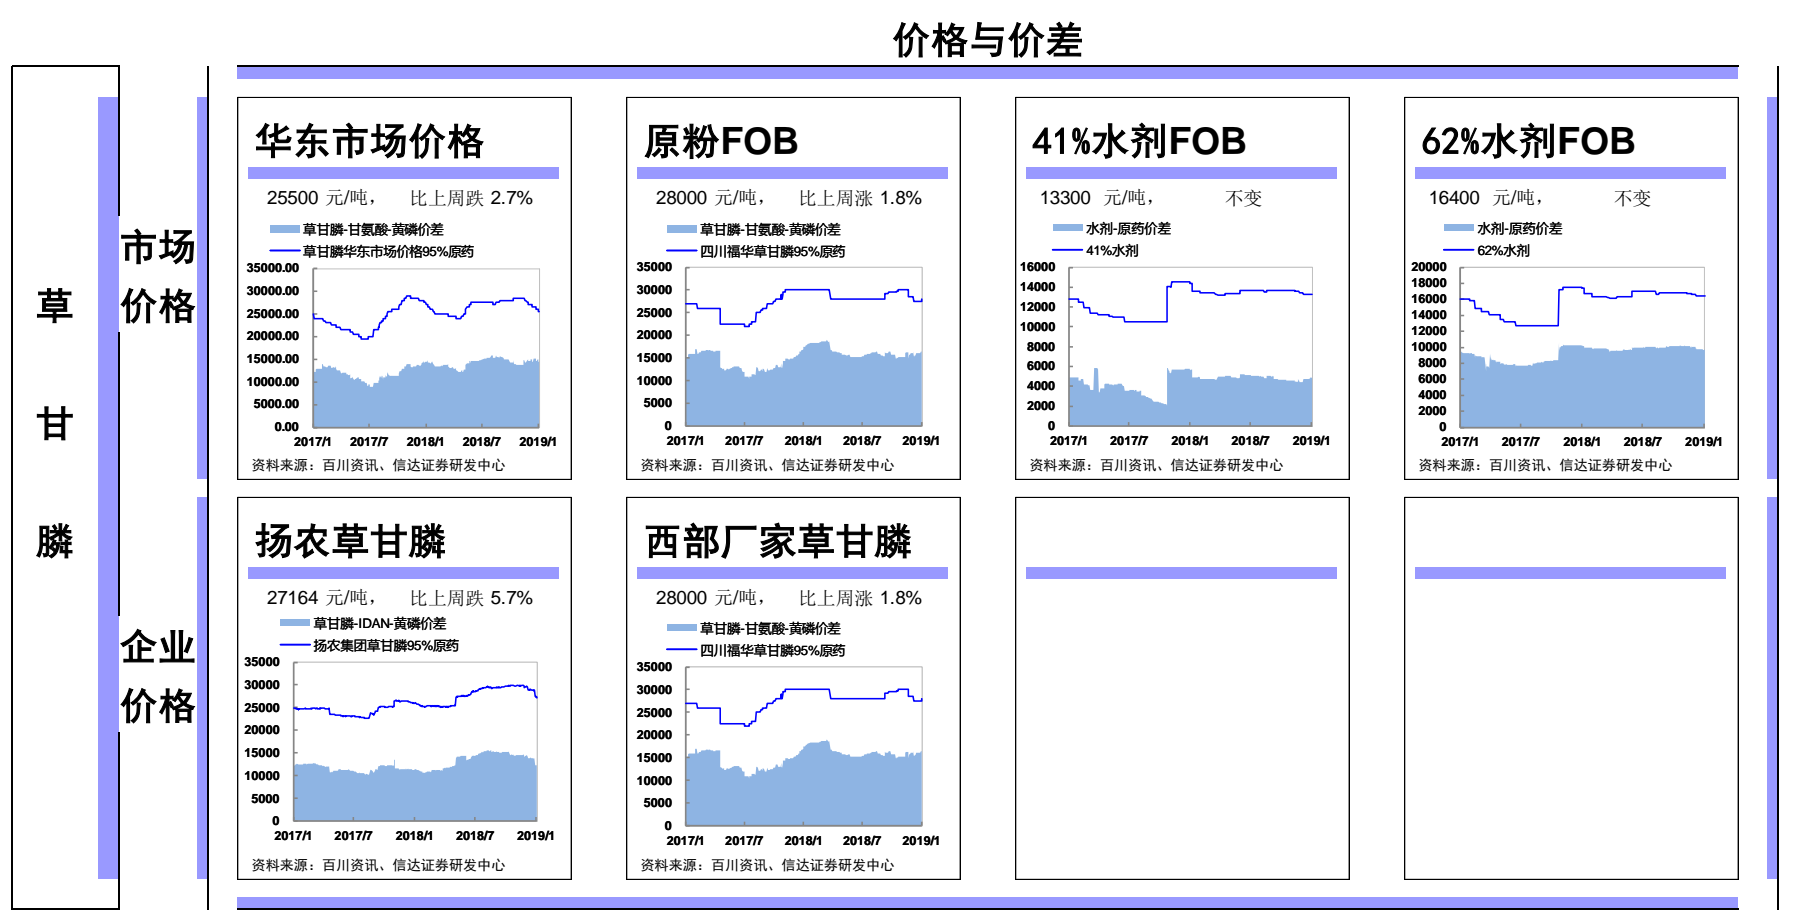 价格与价差
草
甘
膦
市场
价格
华东市场价格
25500 元/吨， 比上周跌 2.7%
草甘膦-甘氨酸-黄磷价差
草甘膦华东市场价格95%原药
35000.00
30000.00
25000.00
20000.00
15000.00
10000.00
5000.00
0.00
2017/1 2017/7 2018/1 2018/7 2019/1
资料来源：百川资讯、信达证券研发中心
原粉FOB
28000 元/吨， 比上周涨 1.8%
草甘膦-甘氨酸-黄磷价差
四川福华草甘膦95%原药
35000
30000
25000
20000
15000
10000
5000
0
2017/1 2017/7 2018/1 2018/7 2019/1
资料来源：百川资讯、信达证券研发中心
41%水剂FOB
13300 元/吨， 不变
水剂-原药价差
41%水剂
16000
14000
12000
10000
8000
6000
4000
2000
0
2017/1 2017/7 2018/1 2018/7 2019/1
资料来源：百川资讯、信达证券研发中心
62%水剂FOB
16400 元/吨， 不变
水剂-原药价差
62%水剂
20000
18000
16000
14000
12000
10000
8000
6000
4000
2000
0
2017/1 2017/7 2018/1 2018/7 2019/1
资料来源：百川资讯、信达证券研发中心
企业
价格
扬农草甘膦
27164 元/吨， 比上周跌 5.7%
草甘膦-IDAN-黄磷价差
扬农集团草甘膦95%原药
35000
30000
25000
20000
15000
10000
5000
0
2017/1 2017/7 2018/1 2018/7 2019/1
资料来源：百川资讯、信达证券研发中心
西部厂家草甘膦
28000 元/吨， 比上周涨 1.8%
草甘膦-甘氨酸-黄磷价差
四川福华草甘膦95%原药
35000
30000
25000
20000
15000
10000
5000
0
2017/1 2017/7 2018/1 2018/7 2019/1
资料来源：百川资讯、信达证券研发中心